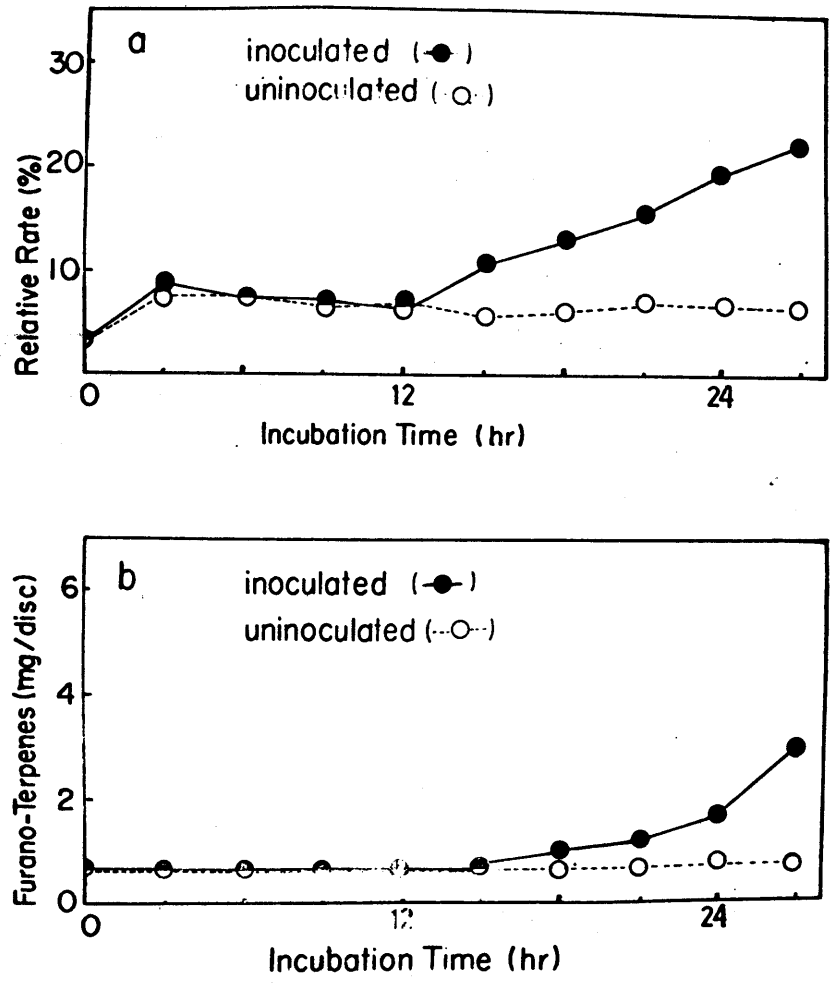 a
inoculated (●)
uninoculated (○)
30
20
10
Relative Rate (%)
0 12 24
Incubation Time (hr)
b
inoculated (●)
uninoculated (○)
6
4
2
0
Furano-Terpenes (mg/disc)
0 12 24
Incubation Time (hr)